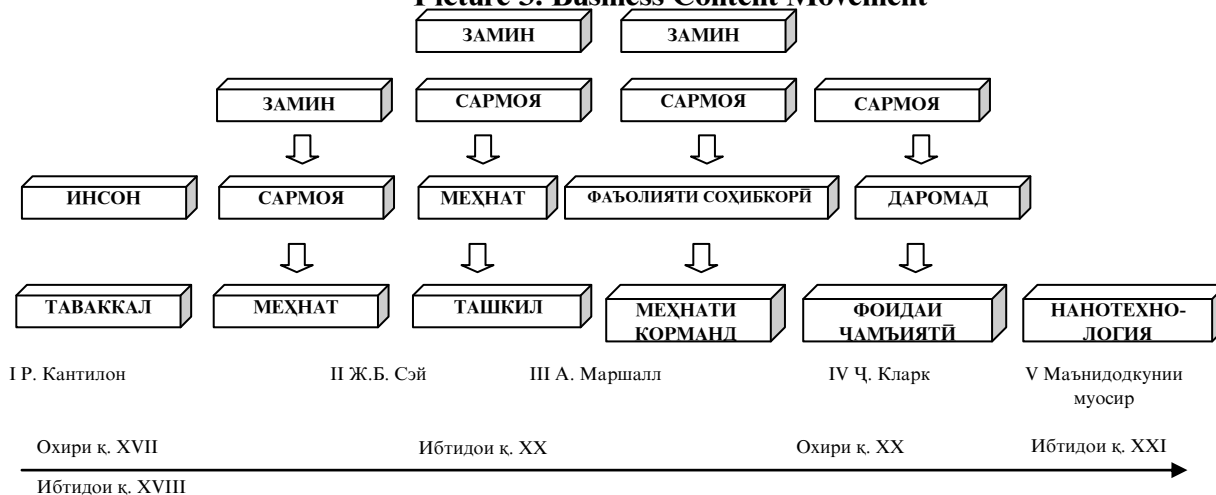 Picture Business Content Movement
ЗАМИН ЗАМИН
ЗАМИН САРМОЯ САРМОЯ САРМОЯ
ИНСОН САРМОЯ МЕҲНАТ ФАЪОЛИЯТИ СОҲИБКОРӢ ДАРОМАД
ТАВАККАЛ МЕҲНАТ ТАШКИЛ МЕҲНАТИ ФОИДАИ НАНОТЕХНО-
КОРМАНД ҶАМЪИЯТӢ ЛОГИЯ
I Р. Кантилон II Ж.Б. Сэй III А. Маршалл IV Ҷ. Кларк V Маънидодкунии
муосир
Охири қ. XVII Ибтидои қ. XX Охири қ. XX Ибтидои қ. XXI
Ибтидои қ. XVIII